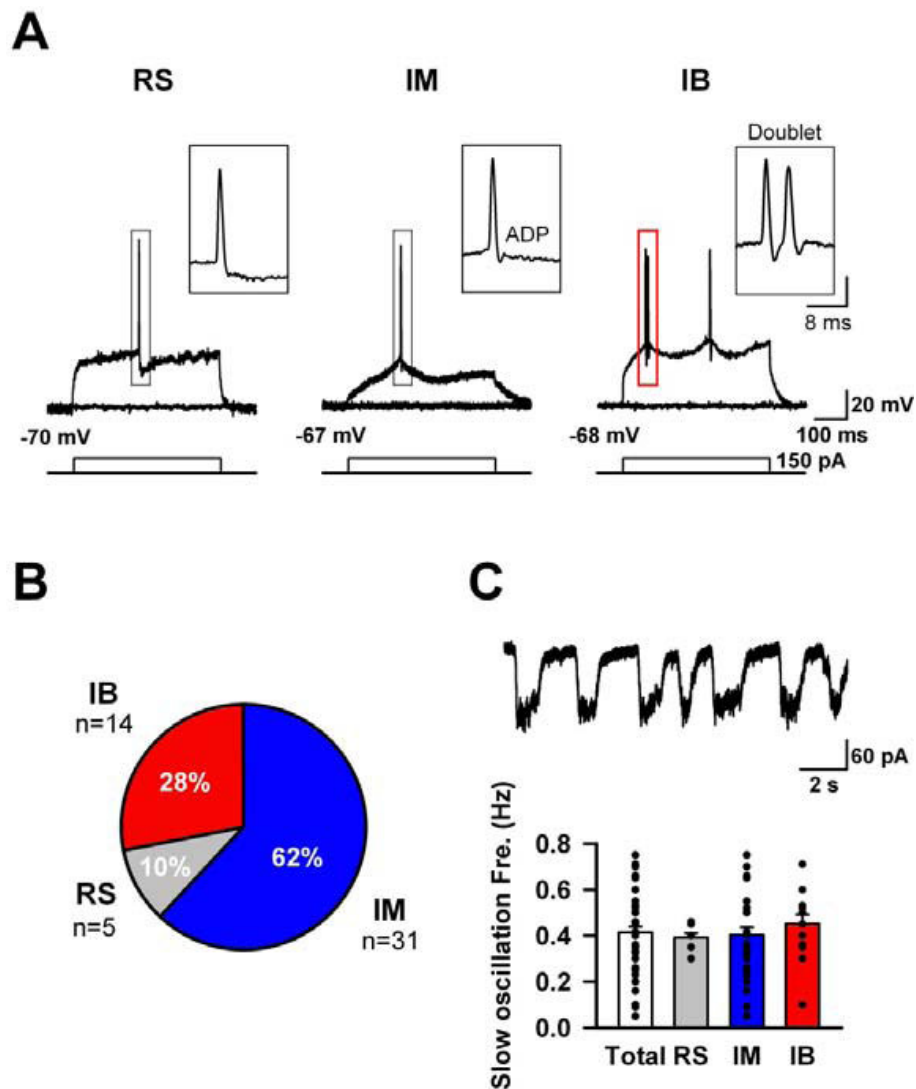 A
RS
IM
IB
Doublet
ADP
8 ms
20 mV
-70 mV
-67 mV
-68 mV
100 ms
150 pA
B
IB
n=14
28%
10%
62%
RS
n=5
IM
n=31
C
60 pA
2 s
Slow oscillation Fre. (Hz)
0.8
0.6
0.4
0.2
0.0
Total RS IM IB